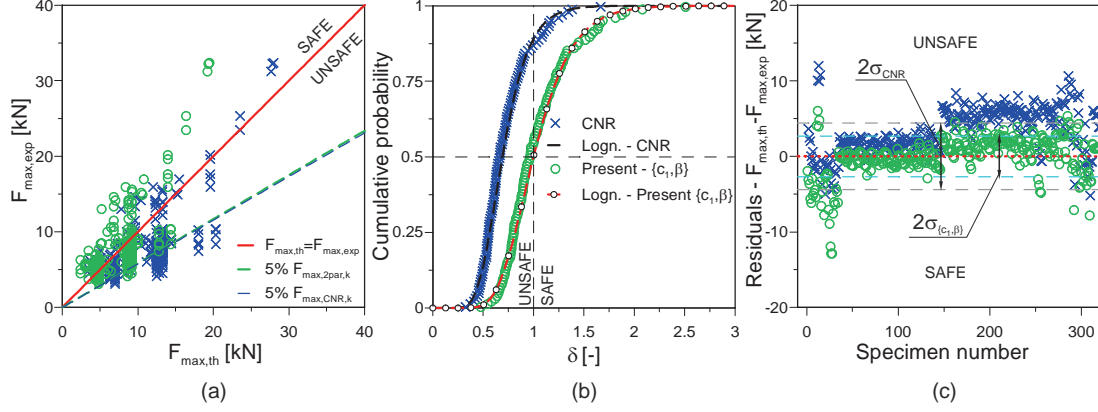 40
30
20
10
0
F_max,exp [kN]
SAFE
UNSAFE
F_max,th=F_max,exp
5% F_max,2par,k
5% F_max,CNR,k
0 10 20 30 40
F_max,th [kN]
(a)
1
0.75
0.5
0.25
0
Cumulative probability
CNR
Logn. - CNR
Present - {c₁,β}
Logn. - Present {c₁,β}
UNSAFE
SAFE
0 0.5 1 1.5 2 2.5 3
δ [-]
(b)
20
10
0
-10
-20
Residuals - F_max,th-F_max,exp [kN]
UNSAFE
2σ_CNR
2σ_{c₁,β}
SAFE
0 100 200 300
Specimen number
(c)